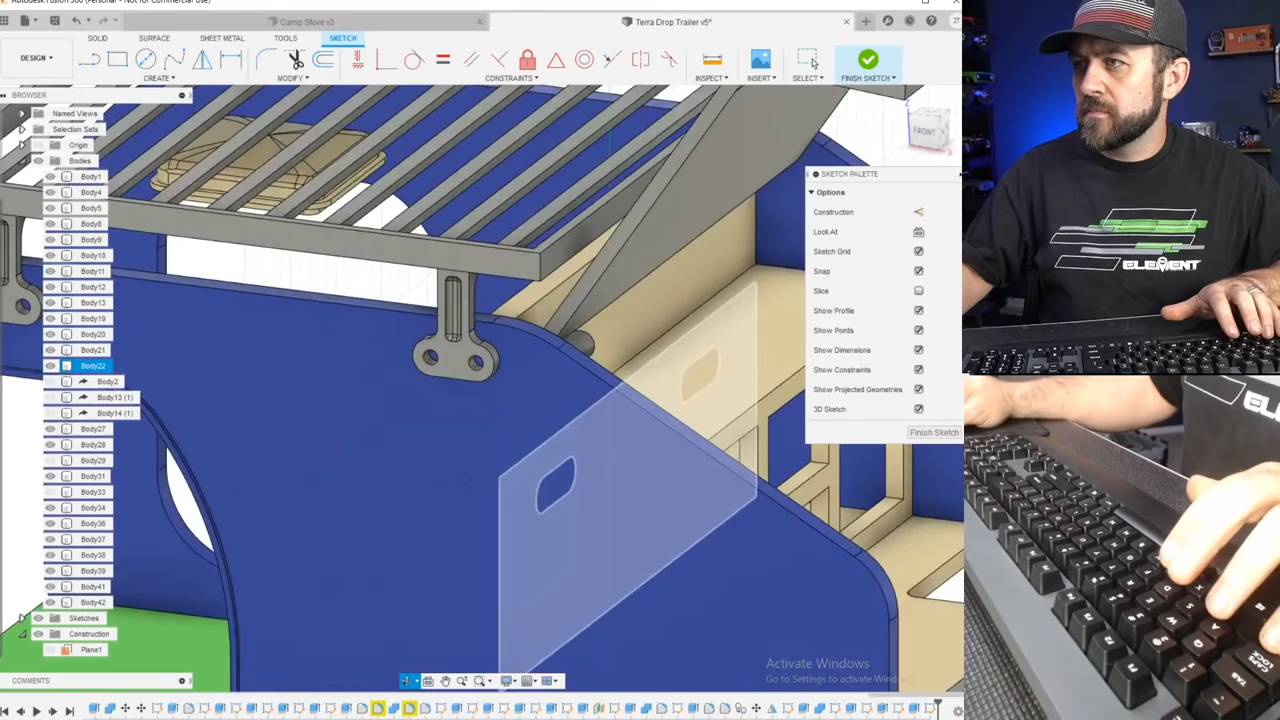 Autodesk Fusion 360 (Personal - Not for Commercial Use)
Camp Stove v3
Terra Drop Trailer v5*
SOLID
SURFACE
SHEET METAL
TOOLS
SKETCH
DESIGN
CREATE
MODIFY
CONSTRAINTS
INSPECT
INSERT
SELECT
FINISH SKETCH
BROWSER
Named Views
Selection Sets
Origin
Bodies
Body1
Body4
Body5
Body8
Body9
Body10
Body11
Body12
Body13
Body19
Body20
Body21
Body22
Body2
Body13 (1)
Body14 (1)
Body27
Body28
Body29
Body31
Body33
Body34
Body36
Body37
Body38
Body39
Body41
Body42
Sketches
Construction
Plane1
COMMENTS
FRONT
SKETCH PALETTE
Options
Construction
Look At
Sketch Grid
Snap
Slice
Show Profile
Show Points
Show Dimensions
Show Constraints
Show Projected Geometries
3D Sketch
Finish Sketch
Activate Windows
Go to Settings to activate Windows.
ELEMENT